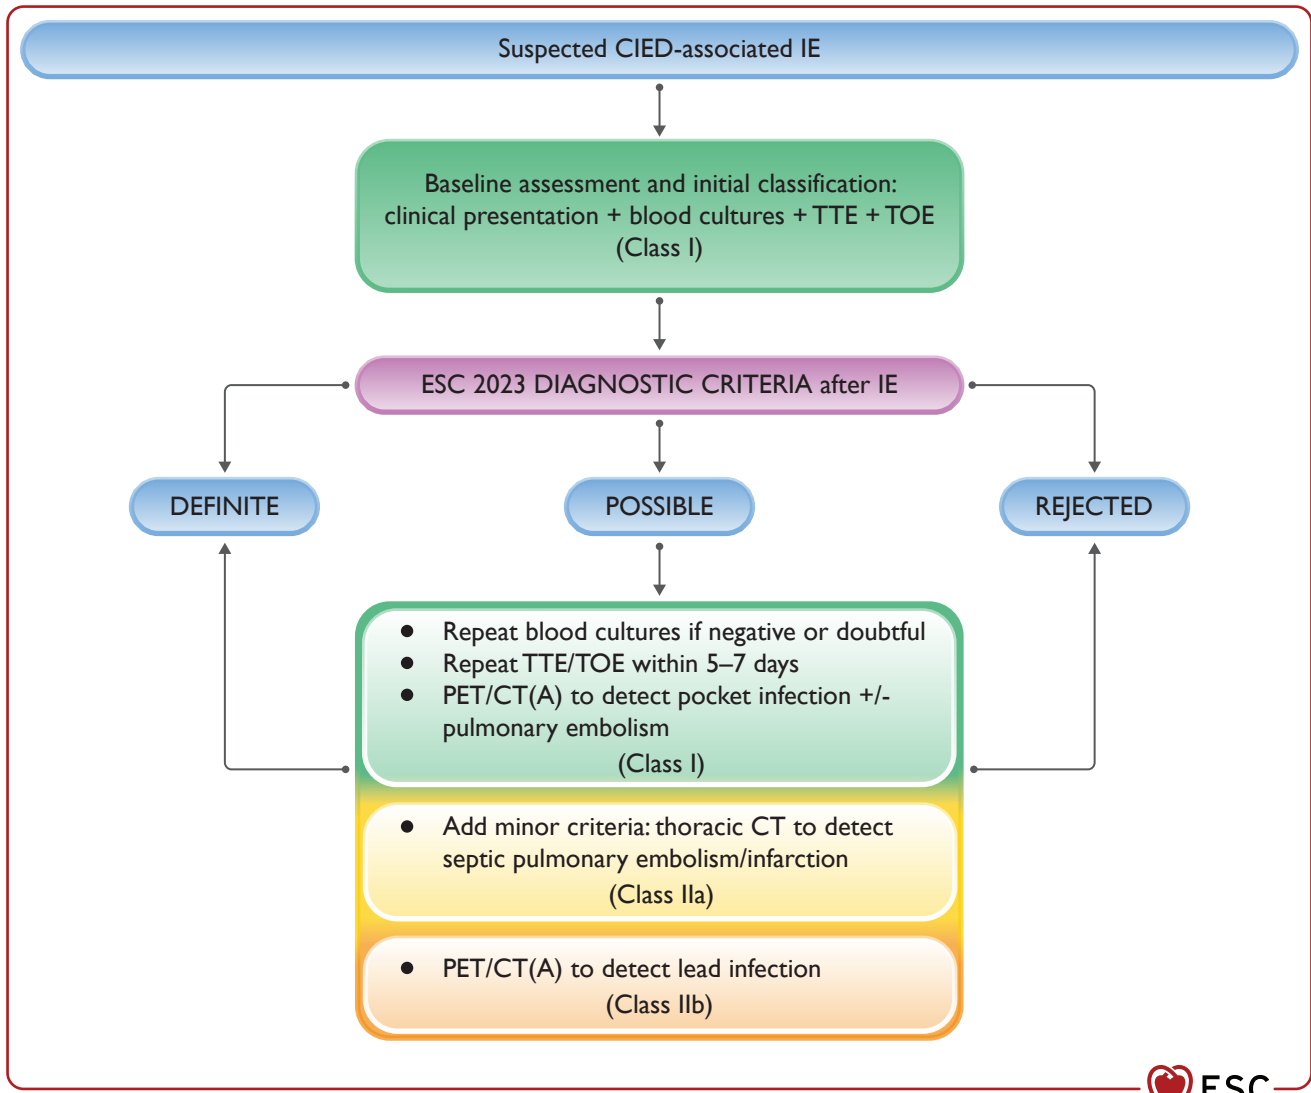 Suspected CIED-associated IE
Baseline assessment and initial classification:
clinical presentation + blood cultures + TTE + TOE
(Class I)
ESC 2023 DIAGNOSTIC CRITERIA after IE
DEFINITE
POSSIBLE
REJECTED
● Repeat blood cultures if negative or doubtful
● Repeat TTE/TOE within 5–7 days
● PET/CT(A) to detect pocket infection +/-
pulmonary embolism
(Class I)
● Add minor criteria: thoracic CT to detect
septic pulmonary embolism/infarction
(Class IIa)
● PET/CT(A) to detect lead infection
(Class IIb)
ESC